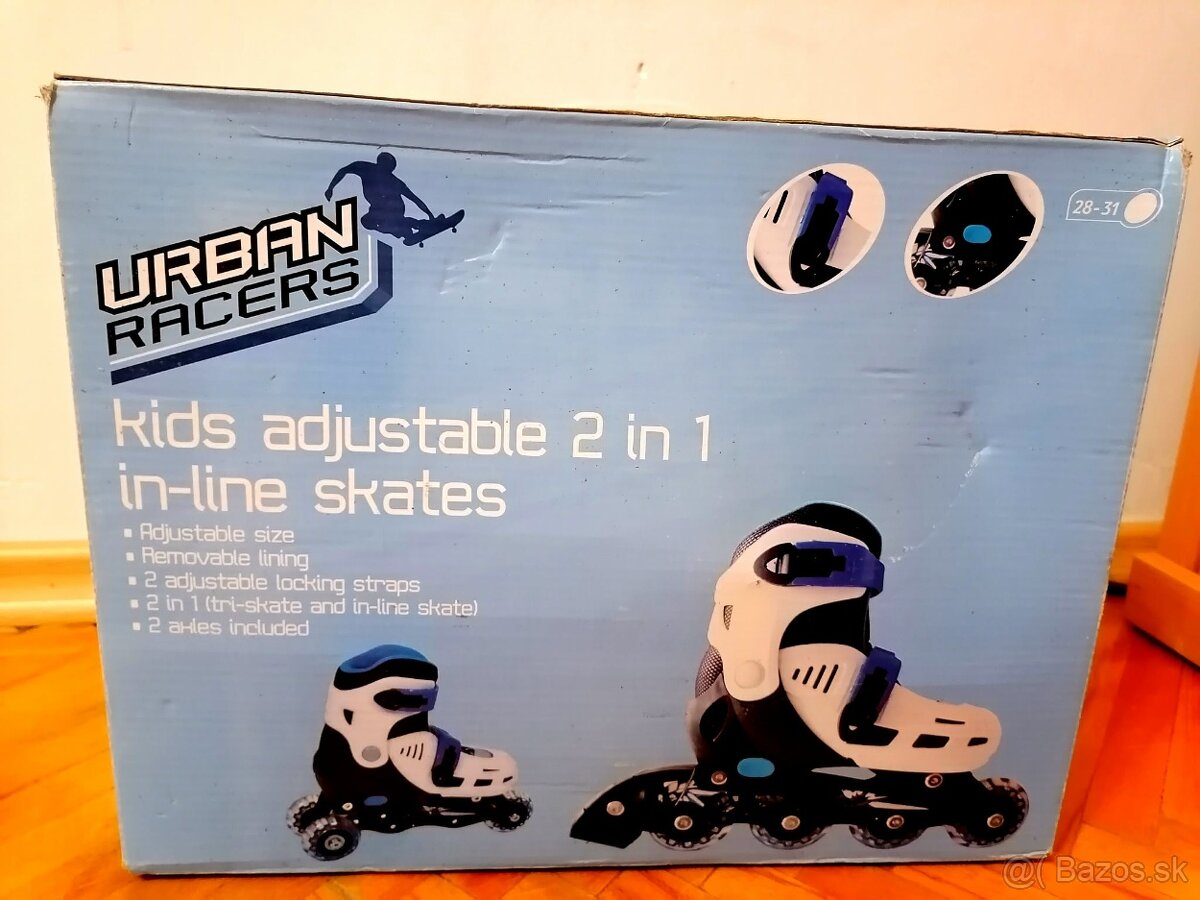 URBAN
RACERS
28-31
kids adjustable 2 in 1
in-line skates
▪ Adjustable size
▪ Removable lining
▪ 2 adjustable locking straps
▪ 2 in 1 (tri-skate and in-line skate)
▪ 2 axles included
@( Bazos.sk